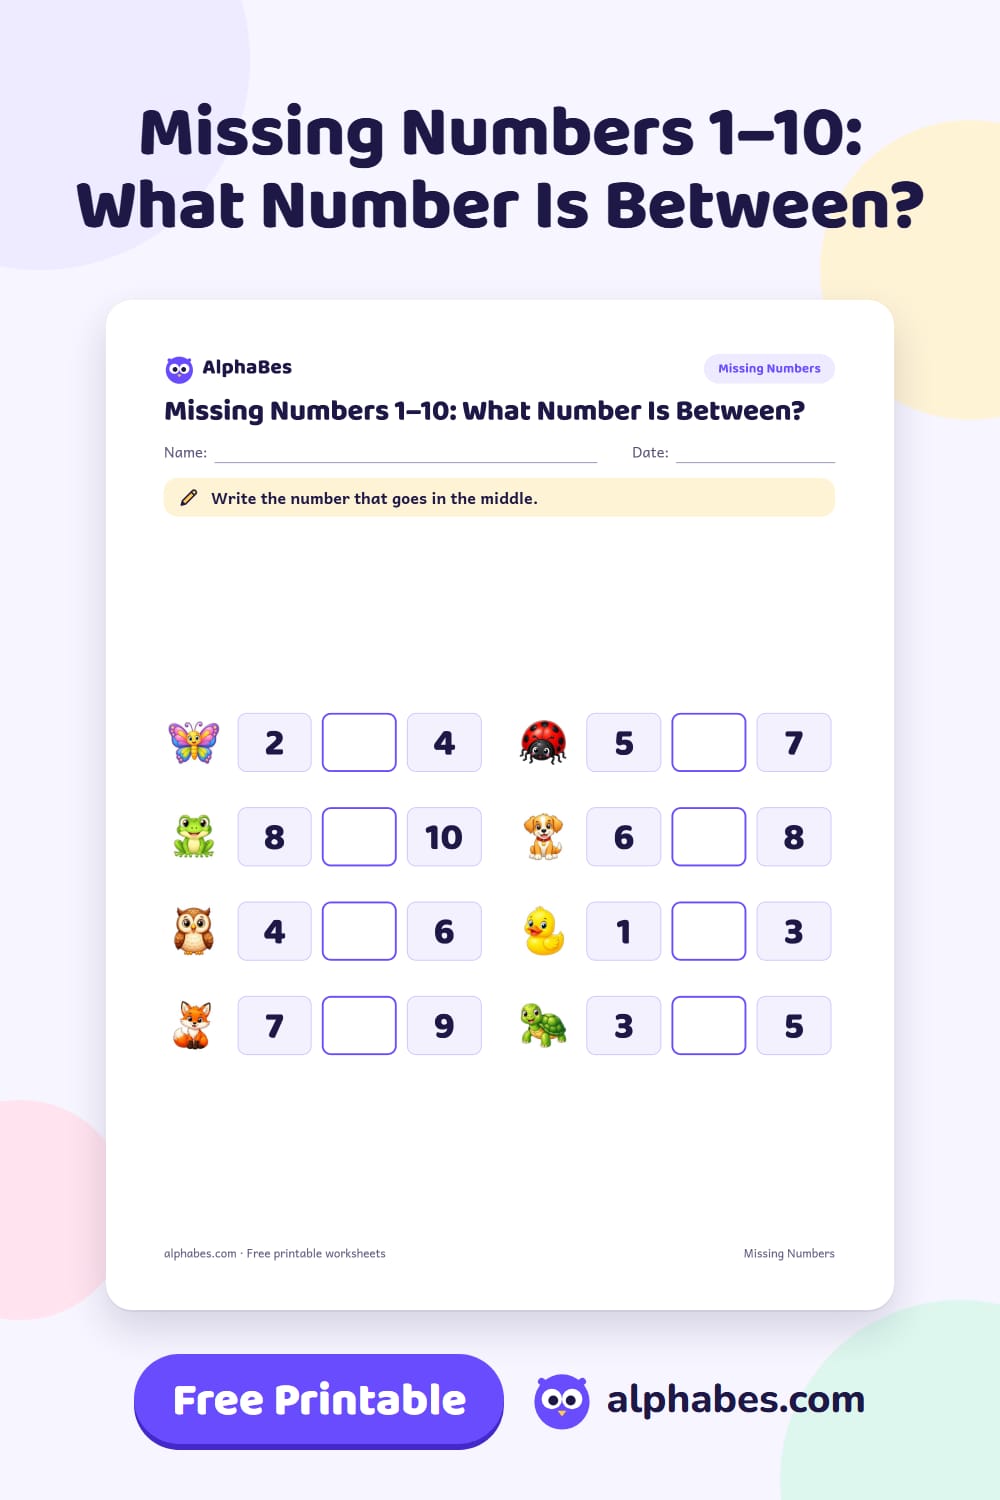 Missing Numbers 1–10:
What Number Is Between?
AlphaBes
Missing Numbers
Missing Numbers 1–10: What Number Is Between?
Name:
Date:
Write the number that goes in the middle.
2 4 5 7
8 10 6 8
4 6 1 3
7 9 3 5
alphabes.com · Free printable worksheets
Missing Numbers
Free Printable
alphabes.com